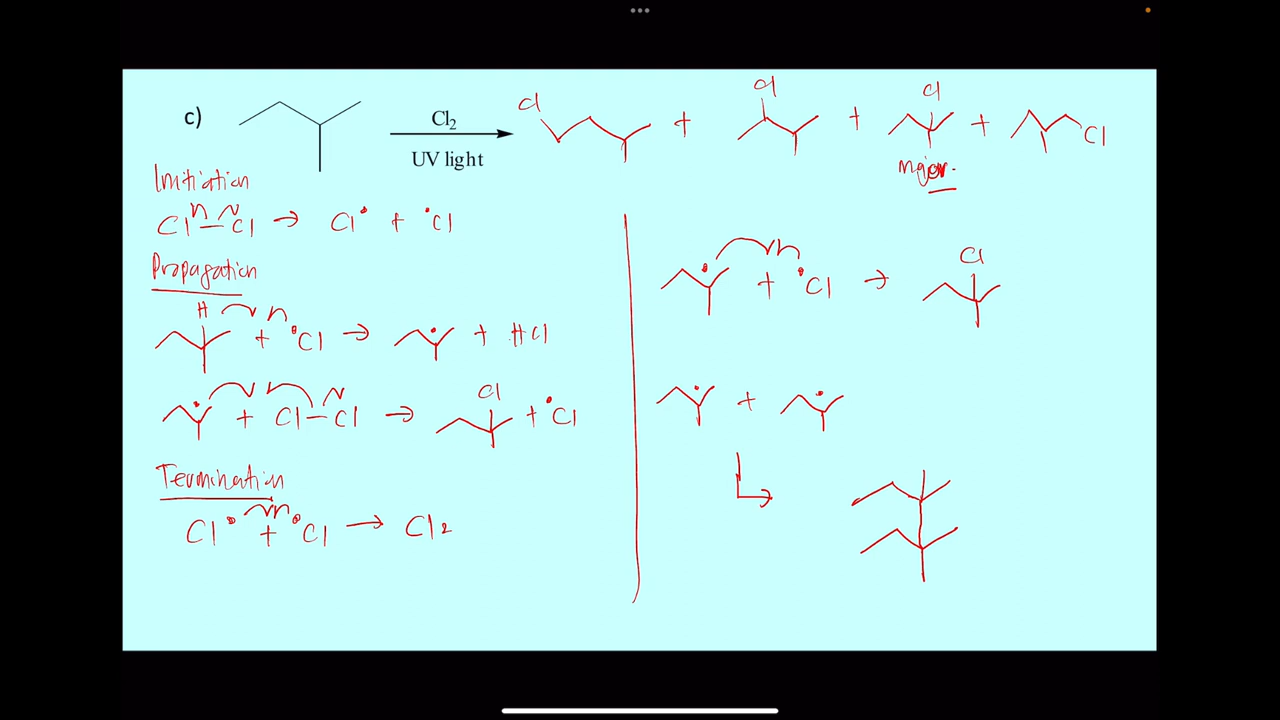 c)
Cl2
UV light
Cl
+
Cl
+
Cl
+
Cl
major.
Initiation
Cl–Cl → Cl• + •Cl
Propagation
H
+ •Cl → • + HCl
• + Cl–Cl → Cl + •Cl
Termination
Cl• + •Cl → Cl2
• + •Cl → Cl
• + •